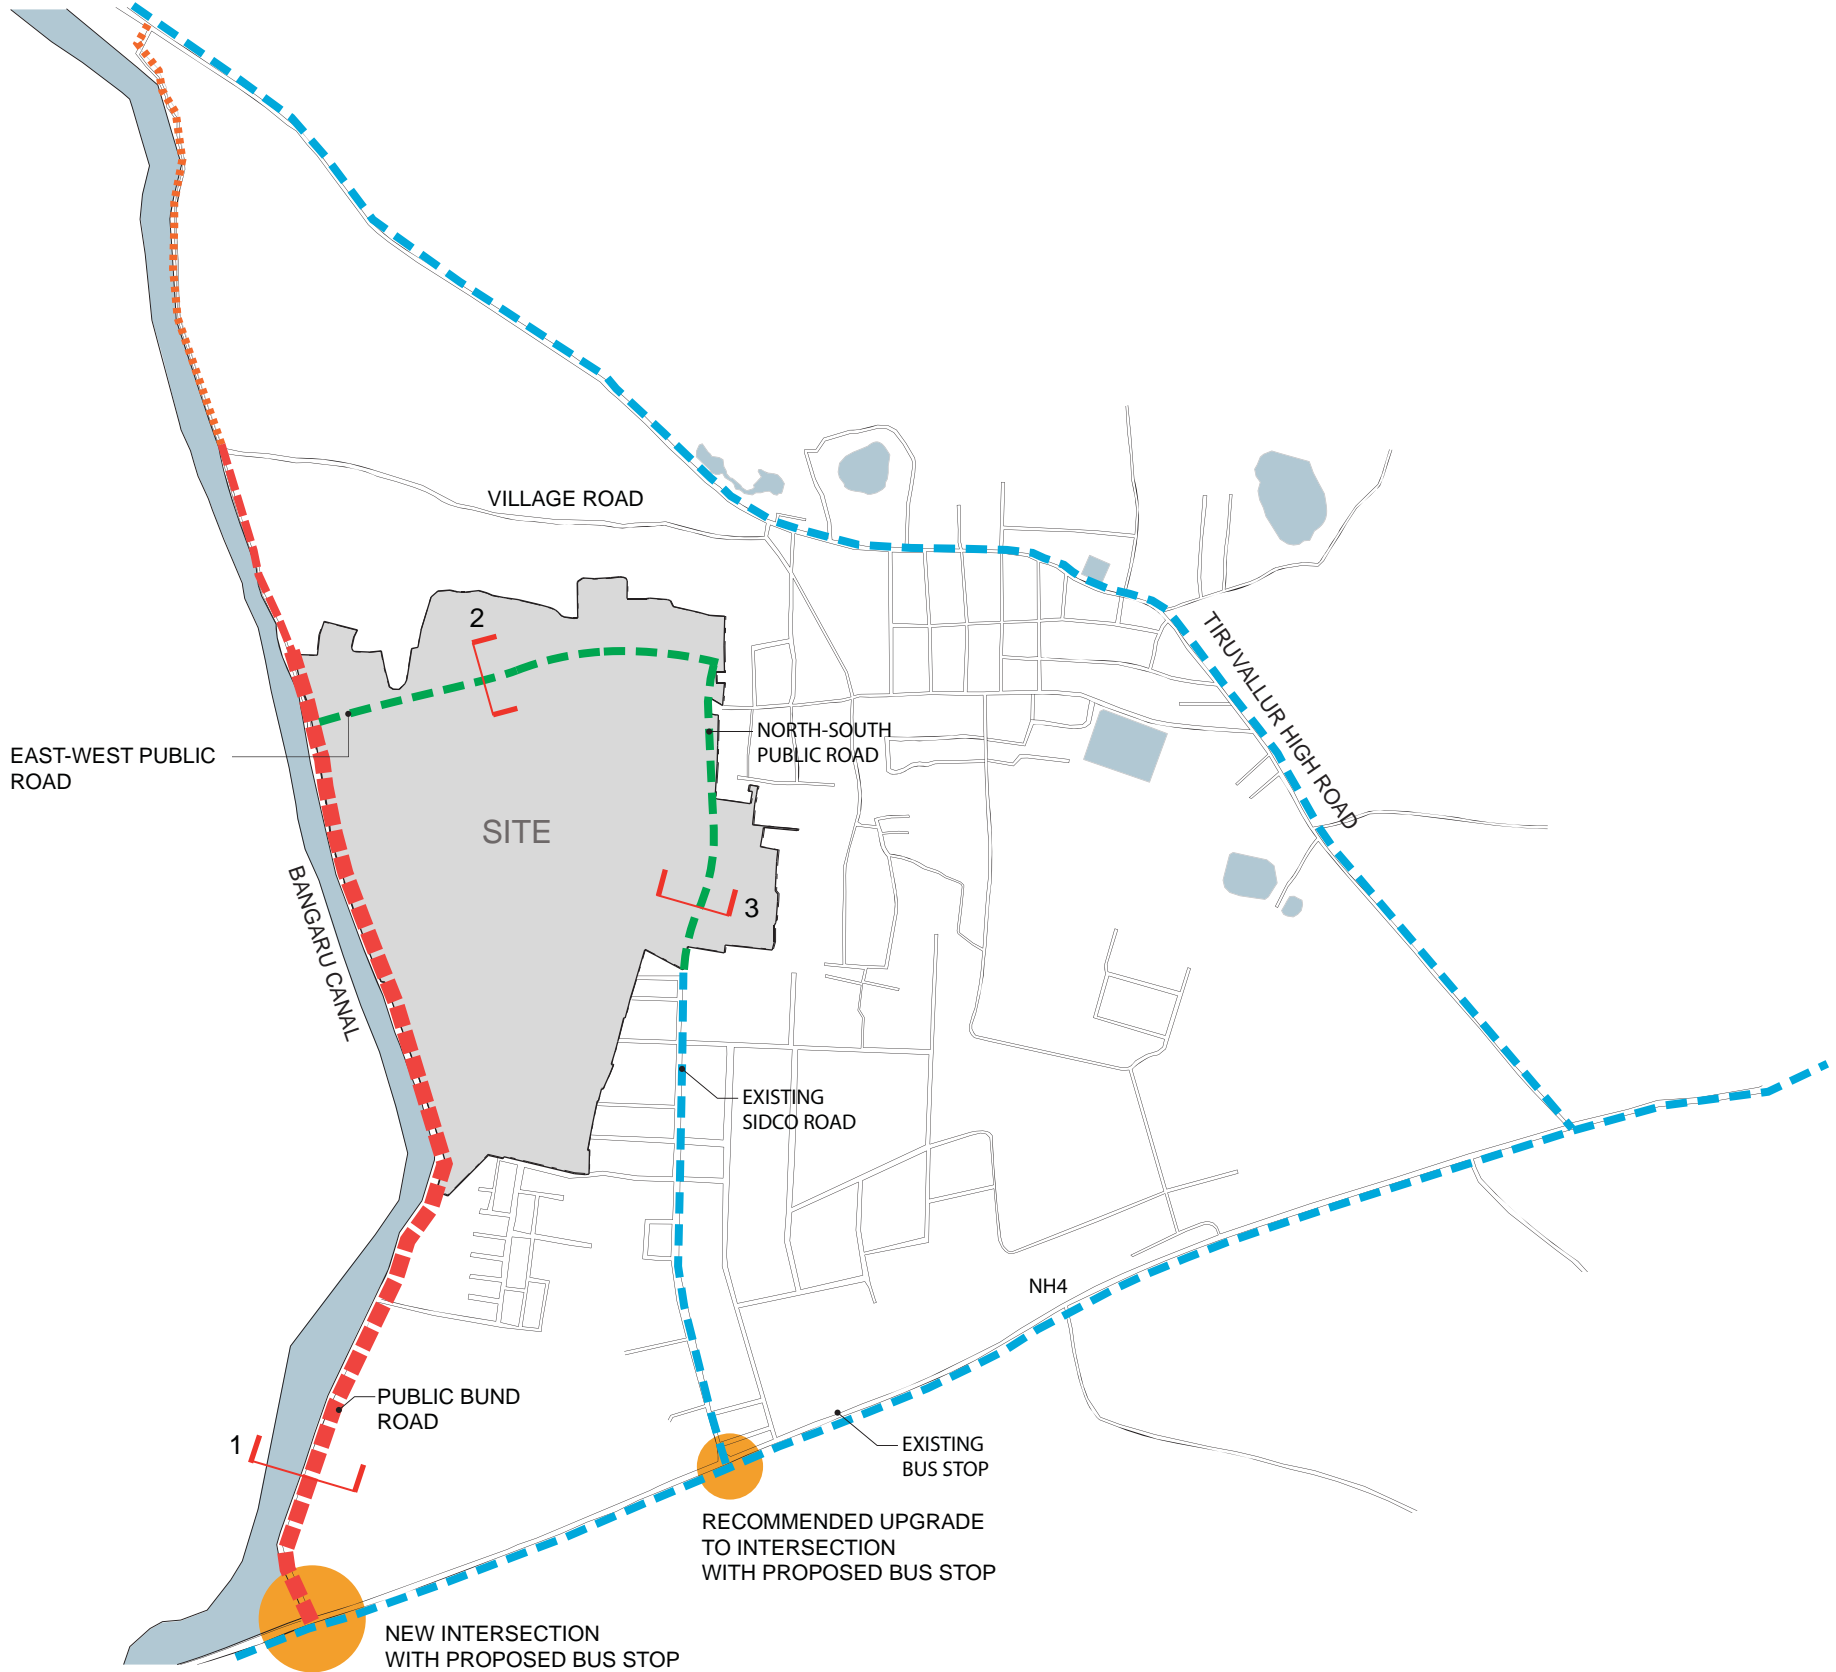 VILLAGE ROAD
2
TIRUVALLUR HIGH ROAD
NORTH-SOUTH
PUBLIC ROAD
EAST-WEST PUBLIC
ROAD
SITE
BANGARU CANAL
3
EXISTING
SIDCO ROAD
NH4
PUBLIC BUND
ROAD
1
EXISTING
BUS STOP
RECOMMENDED UPGRADE
TO INTERSECTION
WITH PROPOSED BUS STOP
NEW INTERSECTION
WITH PROPOSED BUS STOP